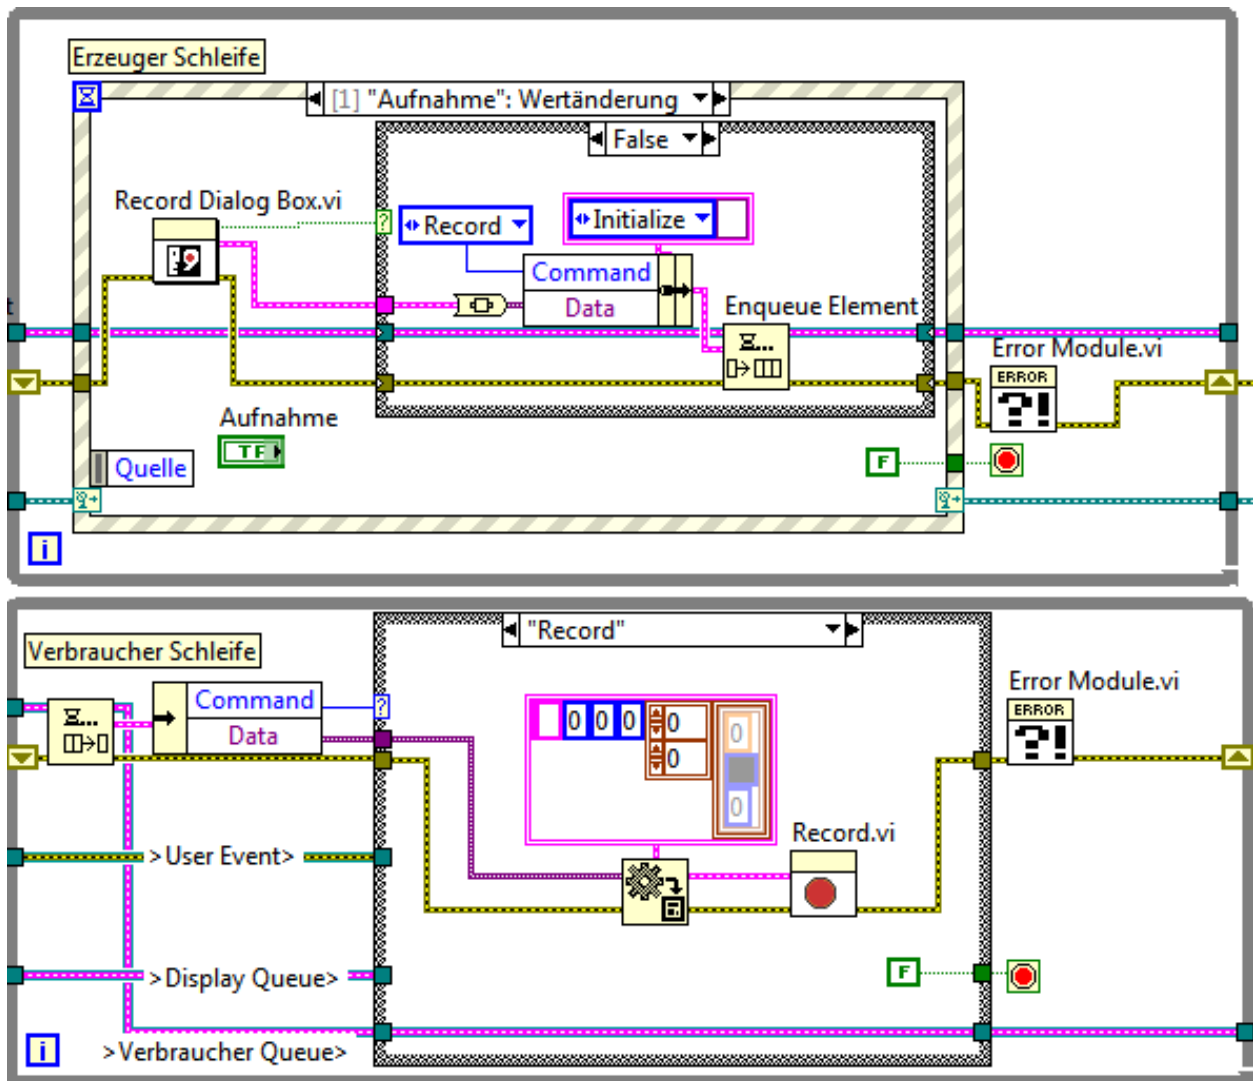 Erzeuger Schleife
[1] "Aufnahme": Wertänderung
False
Record Dialog Box.vi
Record
Initialize
Command
Data
Enqueue Element
t
Error Module.vi
ERROR
?!
Aufnahme
TF
F
Quelle
i
"Record"
Verbraucher Schleife
Command
Data
Error Module.vi
ERROR
?!
0 0 0 0 0
0 0
Record.vi
>User Event>
>Display Queue>
F
i
>Verbraucher Queue>